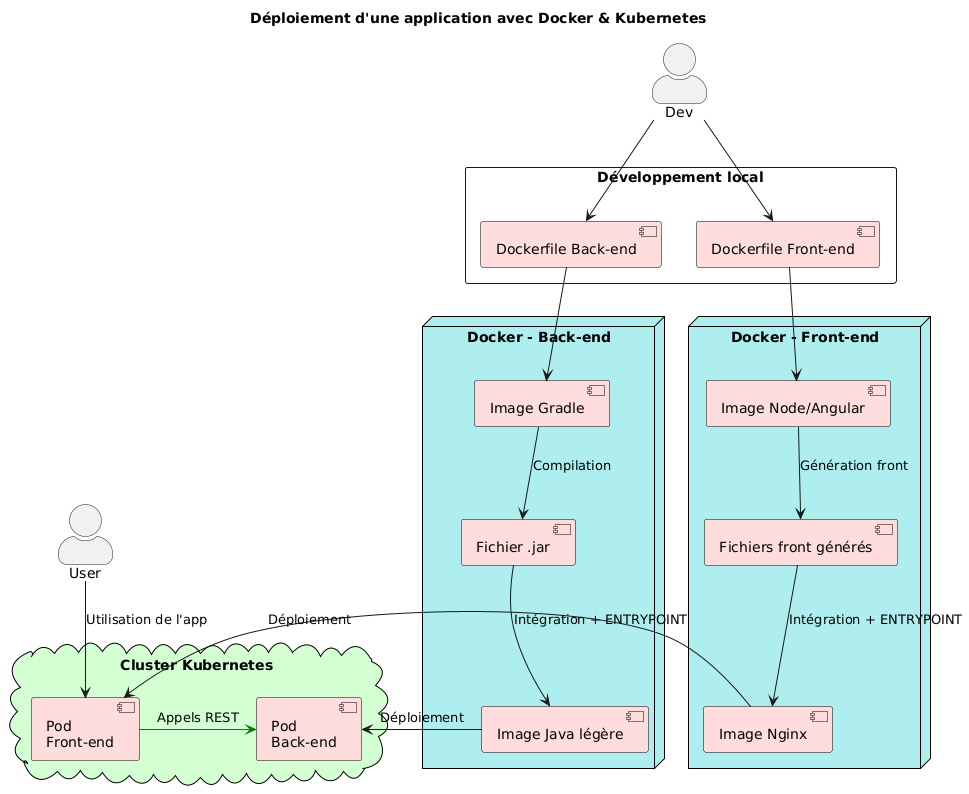 Déploiement d'une application avec Docker & Kubernetes
Dev
Développement local
Dockerfile Back-end
Dockerfile Front-end
Docker - Back-end
Docker - Front-end
Image Gradle
Image Node/Angular
Compilation
Génération front
Fichier .jar
Fichiers front générés
User
Utilisation de l'app
Déploiement
Intégration + ENTRYPOINT
Intégration + ENTRYPOINT
Cluster Kubernetes
Pod
Front-end
Appels REST
Pod
Back-end
Déploiement
Image Java légère
Image Nginx